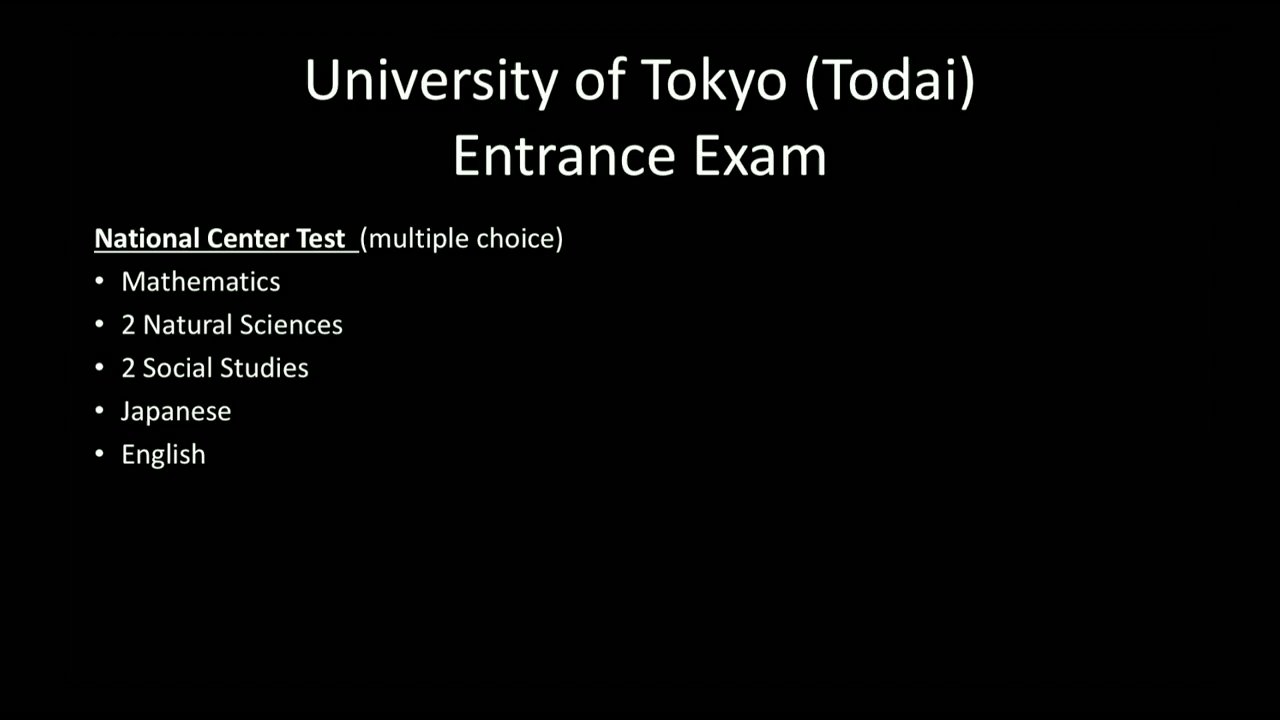 University of Tokyo (Todai)
Entrance Exam
National Center Test (multiple choice)
• Mathematics
• 2 Natural Sciences
• 2 Social Studies
• Japanese
• English